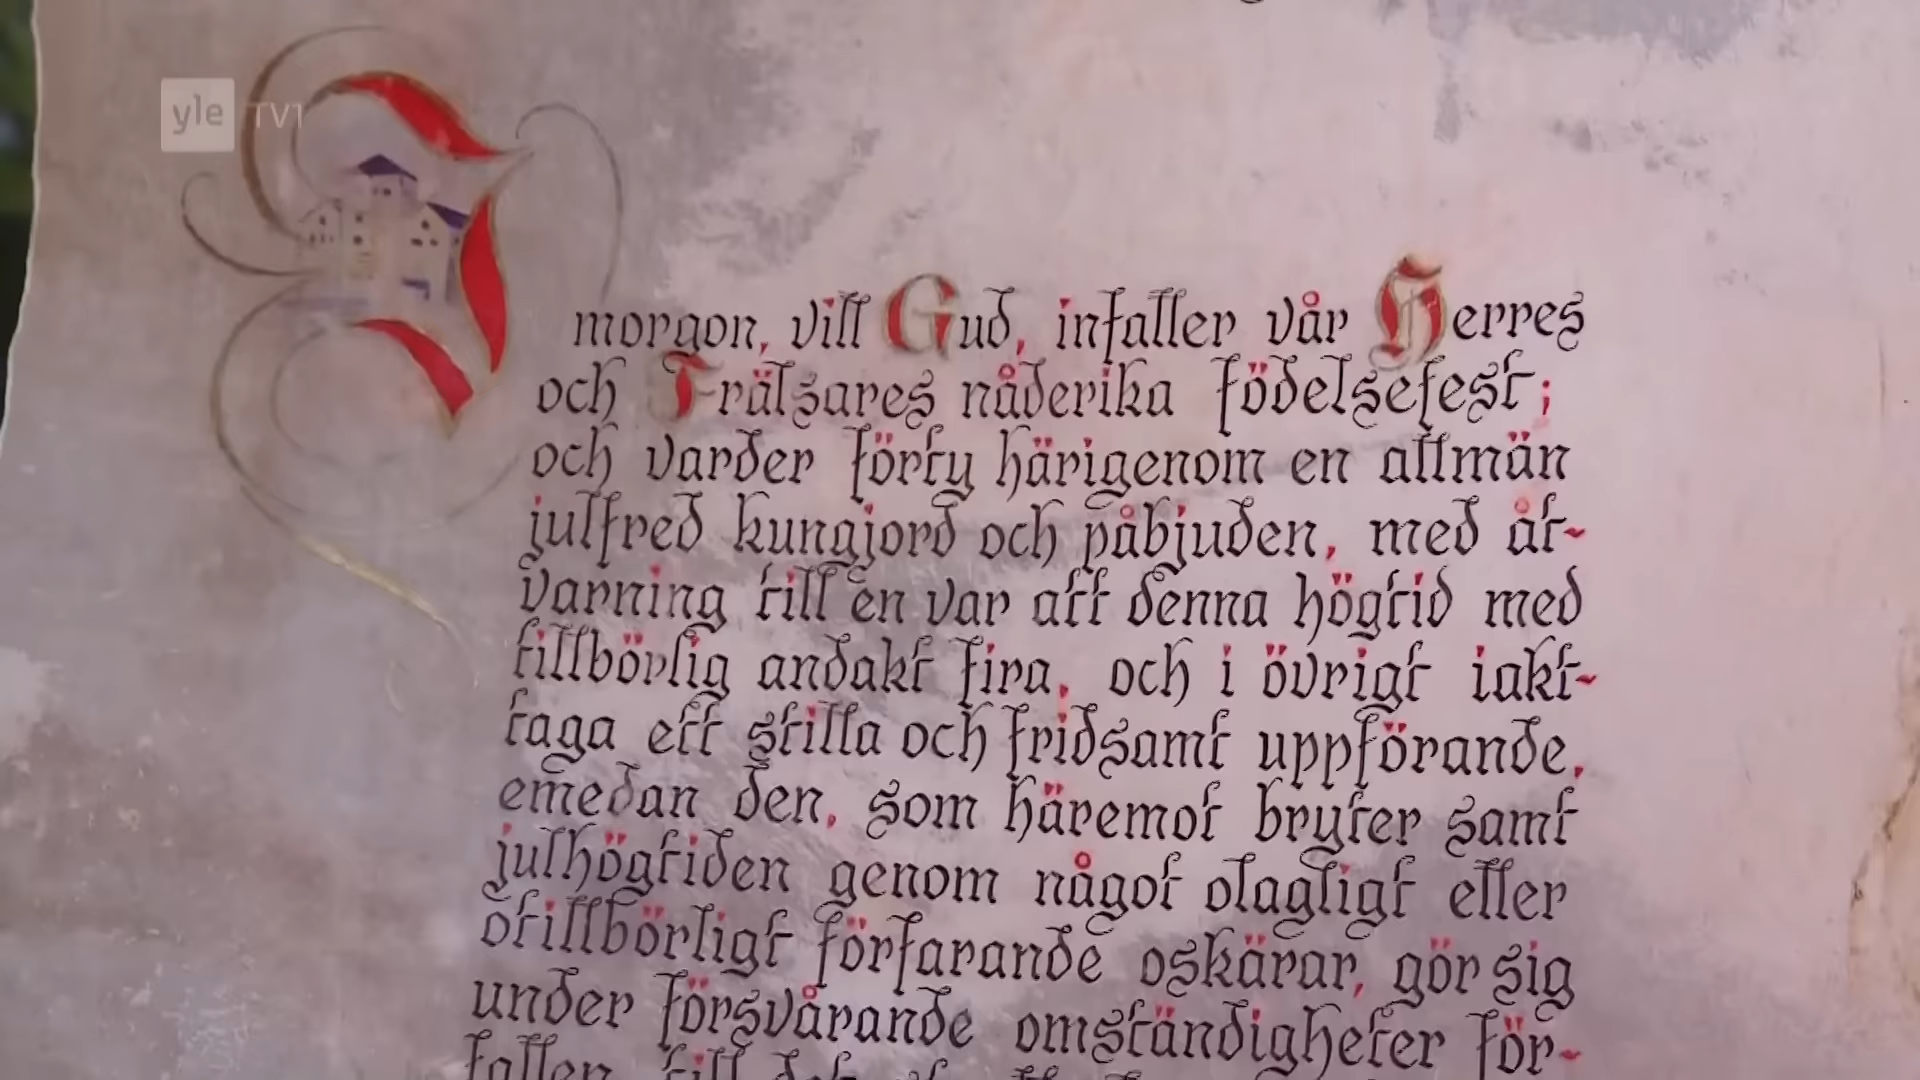 yle TV1
I morgon, vill Gud, infaller vår Herres
och Frälsares nåderika födelsefest;
och varder förty härigenom en allmän
julfred kungjord och påbjuden, med åt-
varning till en var att denna högtid med
tillbörlig andakt fira, och i övrigt iakt-
taga ett stilla och fridsamt uppförande,
emedan den, som häremot bryter samt
julhögtiden genom något olagligt eller
otillbörligt förfarande oskärar, gör sig
under försvårande omständigheter för-
fallen till det